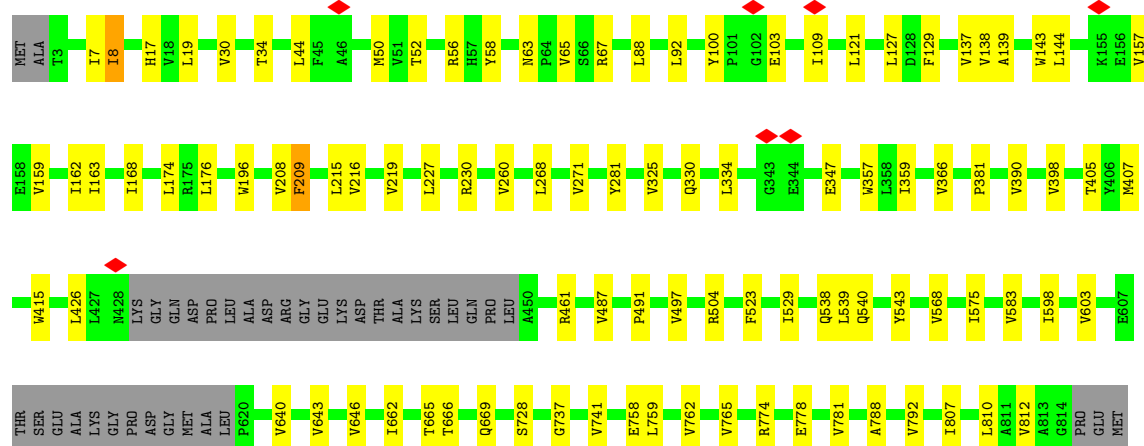 MET ALA T3 I7 I8 H17 V18 L19 V30 T34 L44 F45 A46 M50 V51 T52 R56 H57 Y58 N63 P64 V65 S66 R67 L88 L92 Y100 P101 G102 E103 I109 L121 L127 D128 F129 V137 V138 A139 W143 L144 K155 E156 V157
E158 V159 I162 I163 I168 L174 R175 L176 W196 V208 F209 L215 V216 V219 L227 R230 V260 L268 V271 Y281 V325 Q330 L334 G343 E344 E347 W357 L358 I359 V366 P381 V390 V398 T405 Y406 M407
W415 L426 L427 N428 LYS GLY GLN ASP PRO LEU ALA ASP ARG GLY GLU LYS ASP THR ALA LYS SER LEU GLN PRO LEU A450 R461 V487 P491 V497 R504 F523 I529 Q538 L539 Q540 Y543 V568 I575 V583 I598 V603 E607
THR SER GLU ALA LYS GLY PRO ASP GLY MET ALA LEU P620 V640 V643 V646 I662 T665 T666 Q669 S728 G737 V741 E758 L759 V762 V765 R774 E778 V781 A788 V792 I807 L810 A811 V812 A813 G814 PRO GLU MET